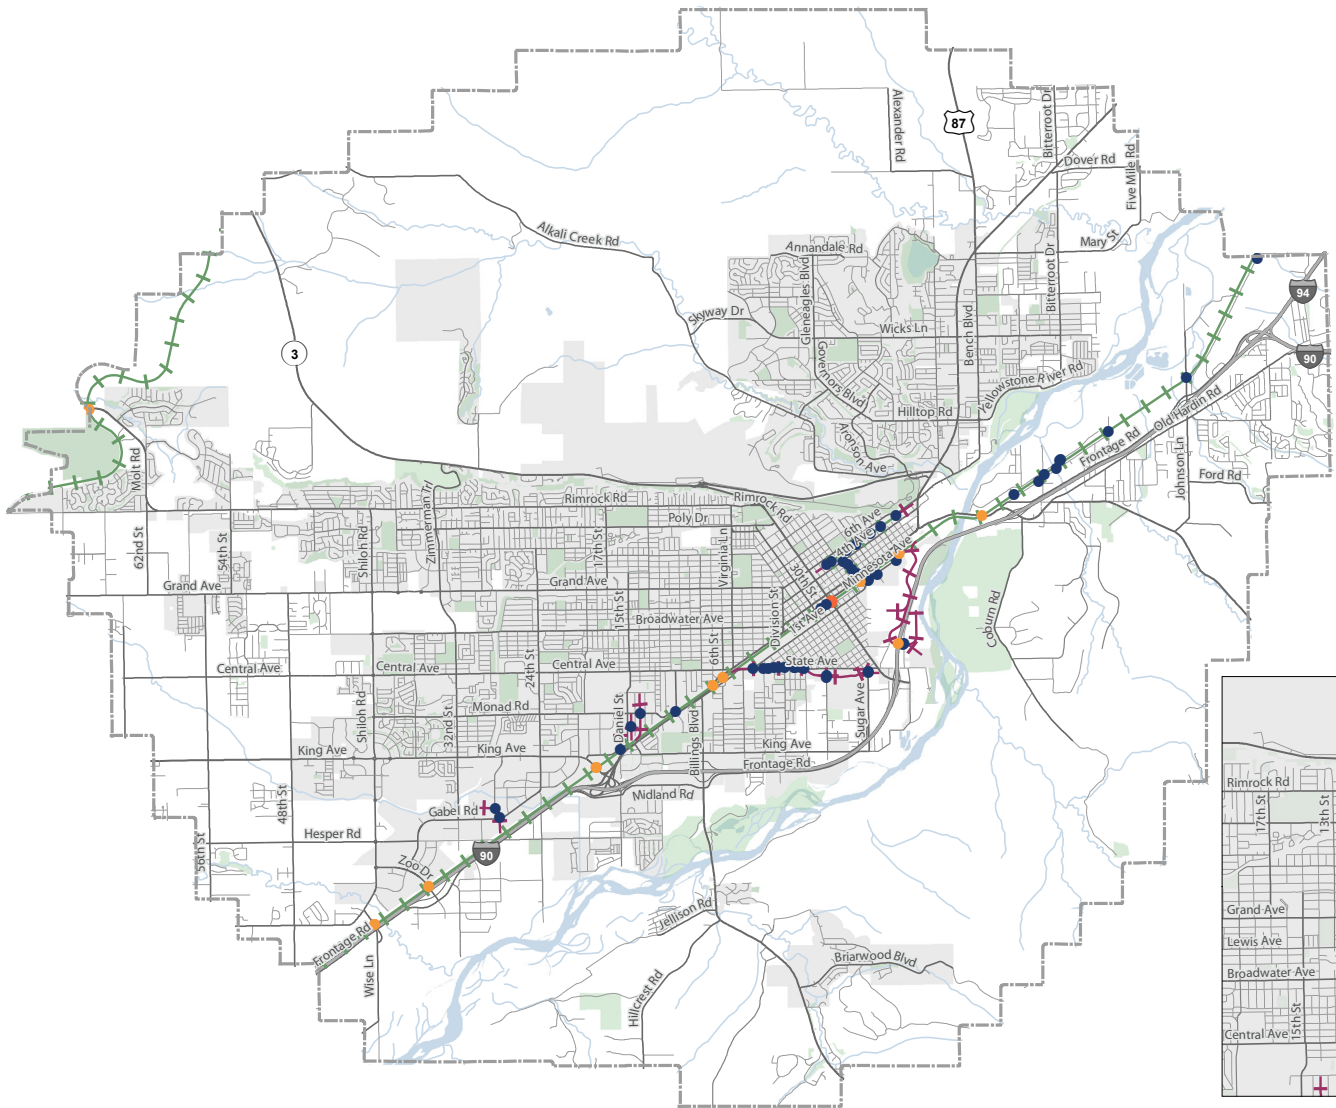 Alexander Rd
87
Bitterroot Dr
Dover Rd
Five Mile Rd
Mary St
Alkali Creek Rd
Annandale Rd
Gleneagles Blvd
Bitterroot Dr
94
Skyway Dr
Wicks Ln
Bench Blvd
90
3
Governors Blvd
Yellowstone River Rd
Hilltop Rd
Old Hardin Rd
Aronson Ave
Frontage Rd
Molt Rd
Johnson Ln
Ford Rd
Rimrock Rd
Rimrock Rd
Zimmerman Trl
Poly Dr
6th Ave
4th Ave
62nd St
54th St
Shiloh Rd
17th St
Virginia Ln
Minnesota Ave
Grand Ave
Grand Ave
30th St
15th St
Division St
Broadwater Ave
1st Ave
Coburn Rd
6th St
Central Ave
Central Ave
24th St
Central Ave
State Ave
Shiloh Rd
32nd St
Monad Rd
Daniel St
Sugar Ave
Billings Blvd
King Ave
King Ave
King Ave
Frontage Rd
Midland Rd
48th St
Gabel Rd
Rimrock Rd
17th St
13th St
Hesper Rd
56th St
90
Zoo Dr
Grand Ave
Jellison Rd
Lewis Ave
Frontage Rd
Briarwood Blvd
Broadwater Ave
Wise Ln
Hillcrest Rd
15th St
Central Ave